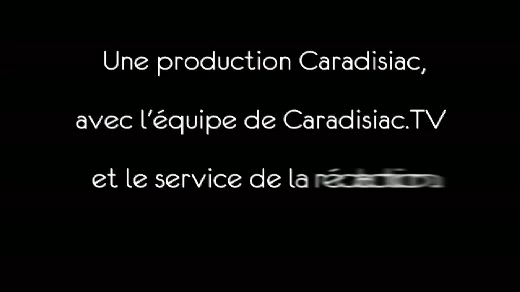 Une production Caradisiac,
avec l'équipe de Caradisiac.TV
et le service de la